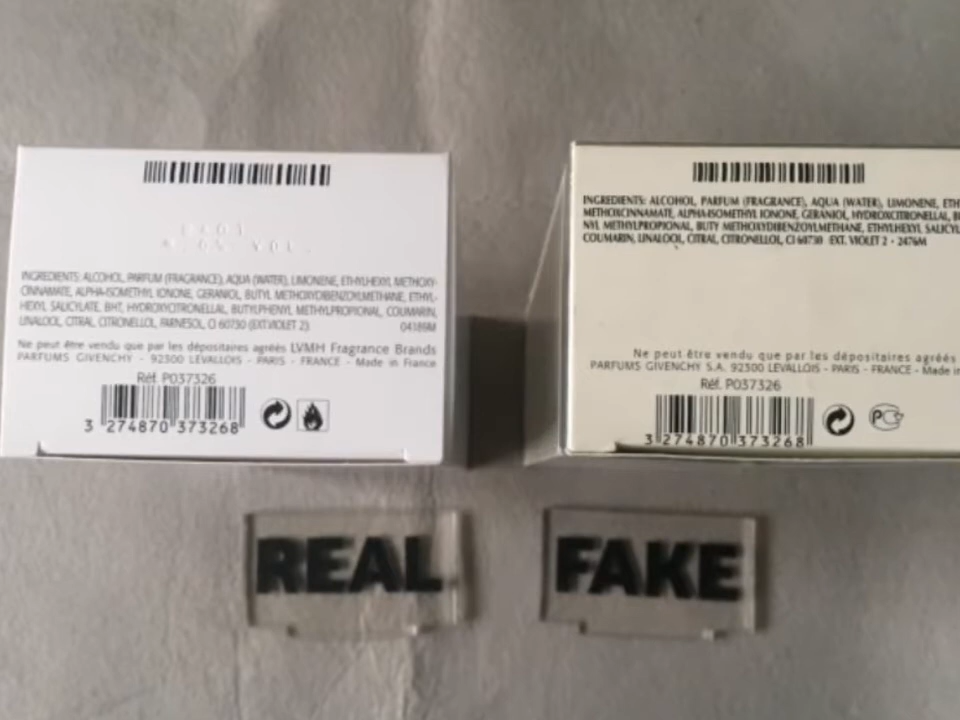 INGREDIENTS: ALCOHOL, PARFUM (FRAGRANCE), AQUA (WATER), LIMONENE, ETHYLHEXYL METHOXY-
CINNAMATE, ALPHA-ISOMETHYL IONONE, GERANIOL, BUTYL METHOXYDIBENZOYLMETHANE, ETHYL-
HEXYL SALICYLATE, BHT, HYDROXYCITRONELLAL, BUTYLPHENYL METHYLPROPIONAL, COUMARIN,
LINALOOL, CITRAL, CITRONELLOL, FARNESOL, CI 60730 (EXT.VIOLET 2) 04189M
Ne peut être vendu que par les dépositaires agréés LVMH Fragrance Brands
PARFUMS GIVENCHY - 92300 LEVALLOIS - PARIS - FRANCE - Made in France
Réf. P037326
3 274870 373268
INGREDIENTS: ALCOHOL, PARFUM (FRAGRANCE), AQUA (WATER), LIMONENE, ETH
METHOXCINNAMATE, ALPHA-ISOMETHYL IONONE, GERANIOL, HYDROXYCITRONELLAL,
NYL METHYLPROPIONAL, BUTY METHOXYDIBENZOYLMETHANE, ETHYLHEXYL SALICYL
COUMARIN, LINALOOL, CITRAL, CITRONELLOL, CI 60730 EXT. VIOLET 2 - 2476M
Ne peut être vendu que par les dépositaires agréés
PARFUMS GIVENCHY S.A. 92300 LEVALLOIS - PARIS - FRANCE - Made in
Réf. P037326
3 274870 373268
REAL
FAKE